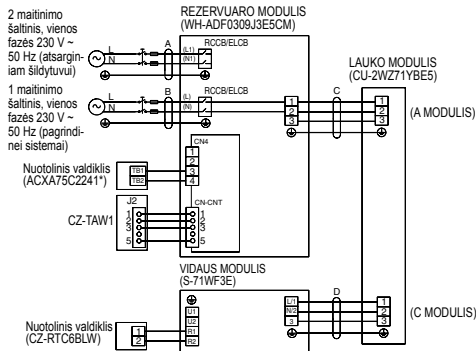 2 maitinimo
šaltinis, vienos
fazės 230 V ~
50 Hz (atsargin-
iam šildytuvui)
L
N
A
REZERVUARO MODULIS
(WH-ADF0309J3E5CM)
RCCB/ELCB
(L1)
(N1)
LAUKO MODULIS
(CU-2WZ71YBE5)
1 maitinimo
šaltinis, vienos
fazės 230 V ~
50 Hz (pagrindi-
nei sistemai)
L
N
B
RCCB/ELCB
(L)
(N)
1
2
3
C
1
2
3
(A MODULIS)
Nuotolinis valdiklis
(ACXA75C2241*)
TB1
TB2
CN4
1
2
3
4
CZ-TAW1
J2
1
2
3
5
CN-CNT
1
2
3
5
VIDAUS MODULIS
(S-71WF3E)
Nuotolinis valdiklis
(CZ-RTC6BLW)
1
2
U1
U2
R1
R2
L/1
N/2
3
D
1
2
3
(C MODULIS)